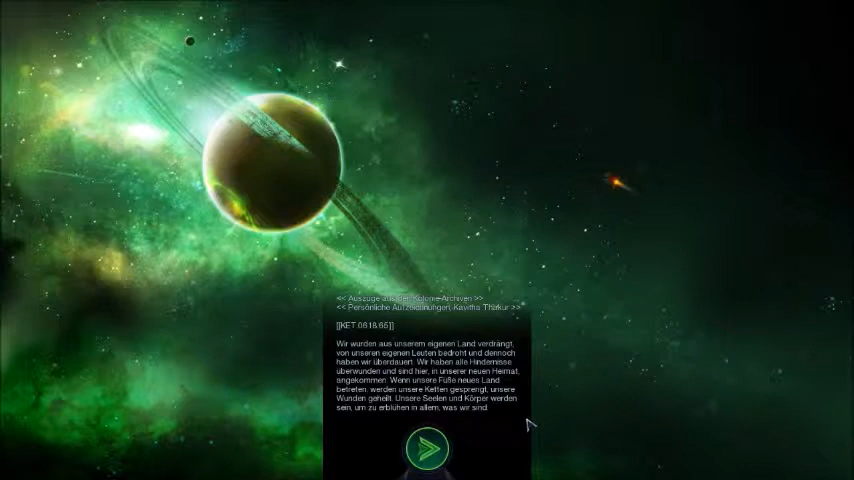 << Auszüge aus den Kolonie-Archiven >>
<< Persönliche Aufzeichnungen, Kavitha Thakur >>
[[KET:0618:65]]
Wir wurden aus unserem eigenen Land verdrängt,
von unseren eigenen Leuten bedroht und dennoch
haben wir überdauert. Wir haben alle Hindernisse
überwunden und sind hier, in unserer neuen Heimat,
angekommen. Wenn unsere Füße neues Land
betreten, werden unsere Ketten gesprengt, unsere
Wunden geheilt. Unsere Seelen und Körper werden
sein, um zu erblühen in allem, was wir sind.